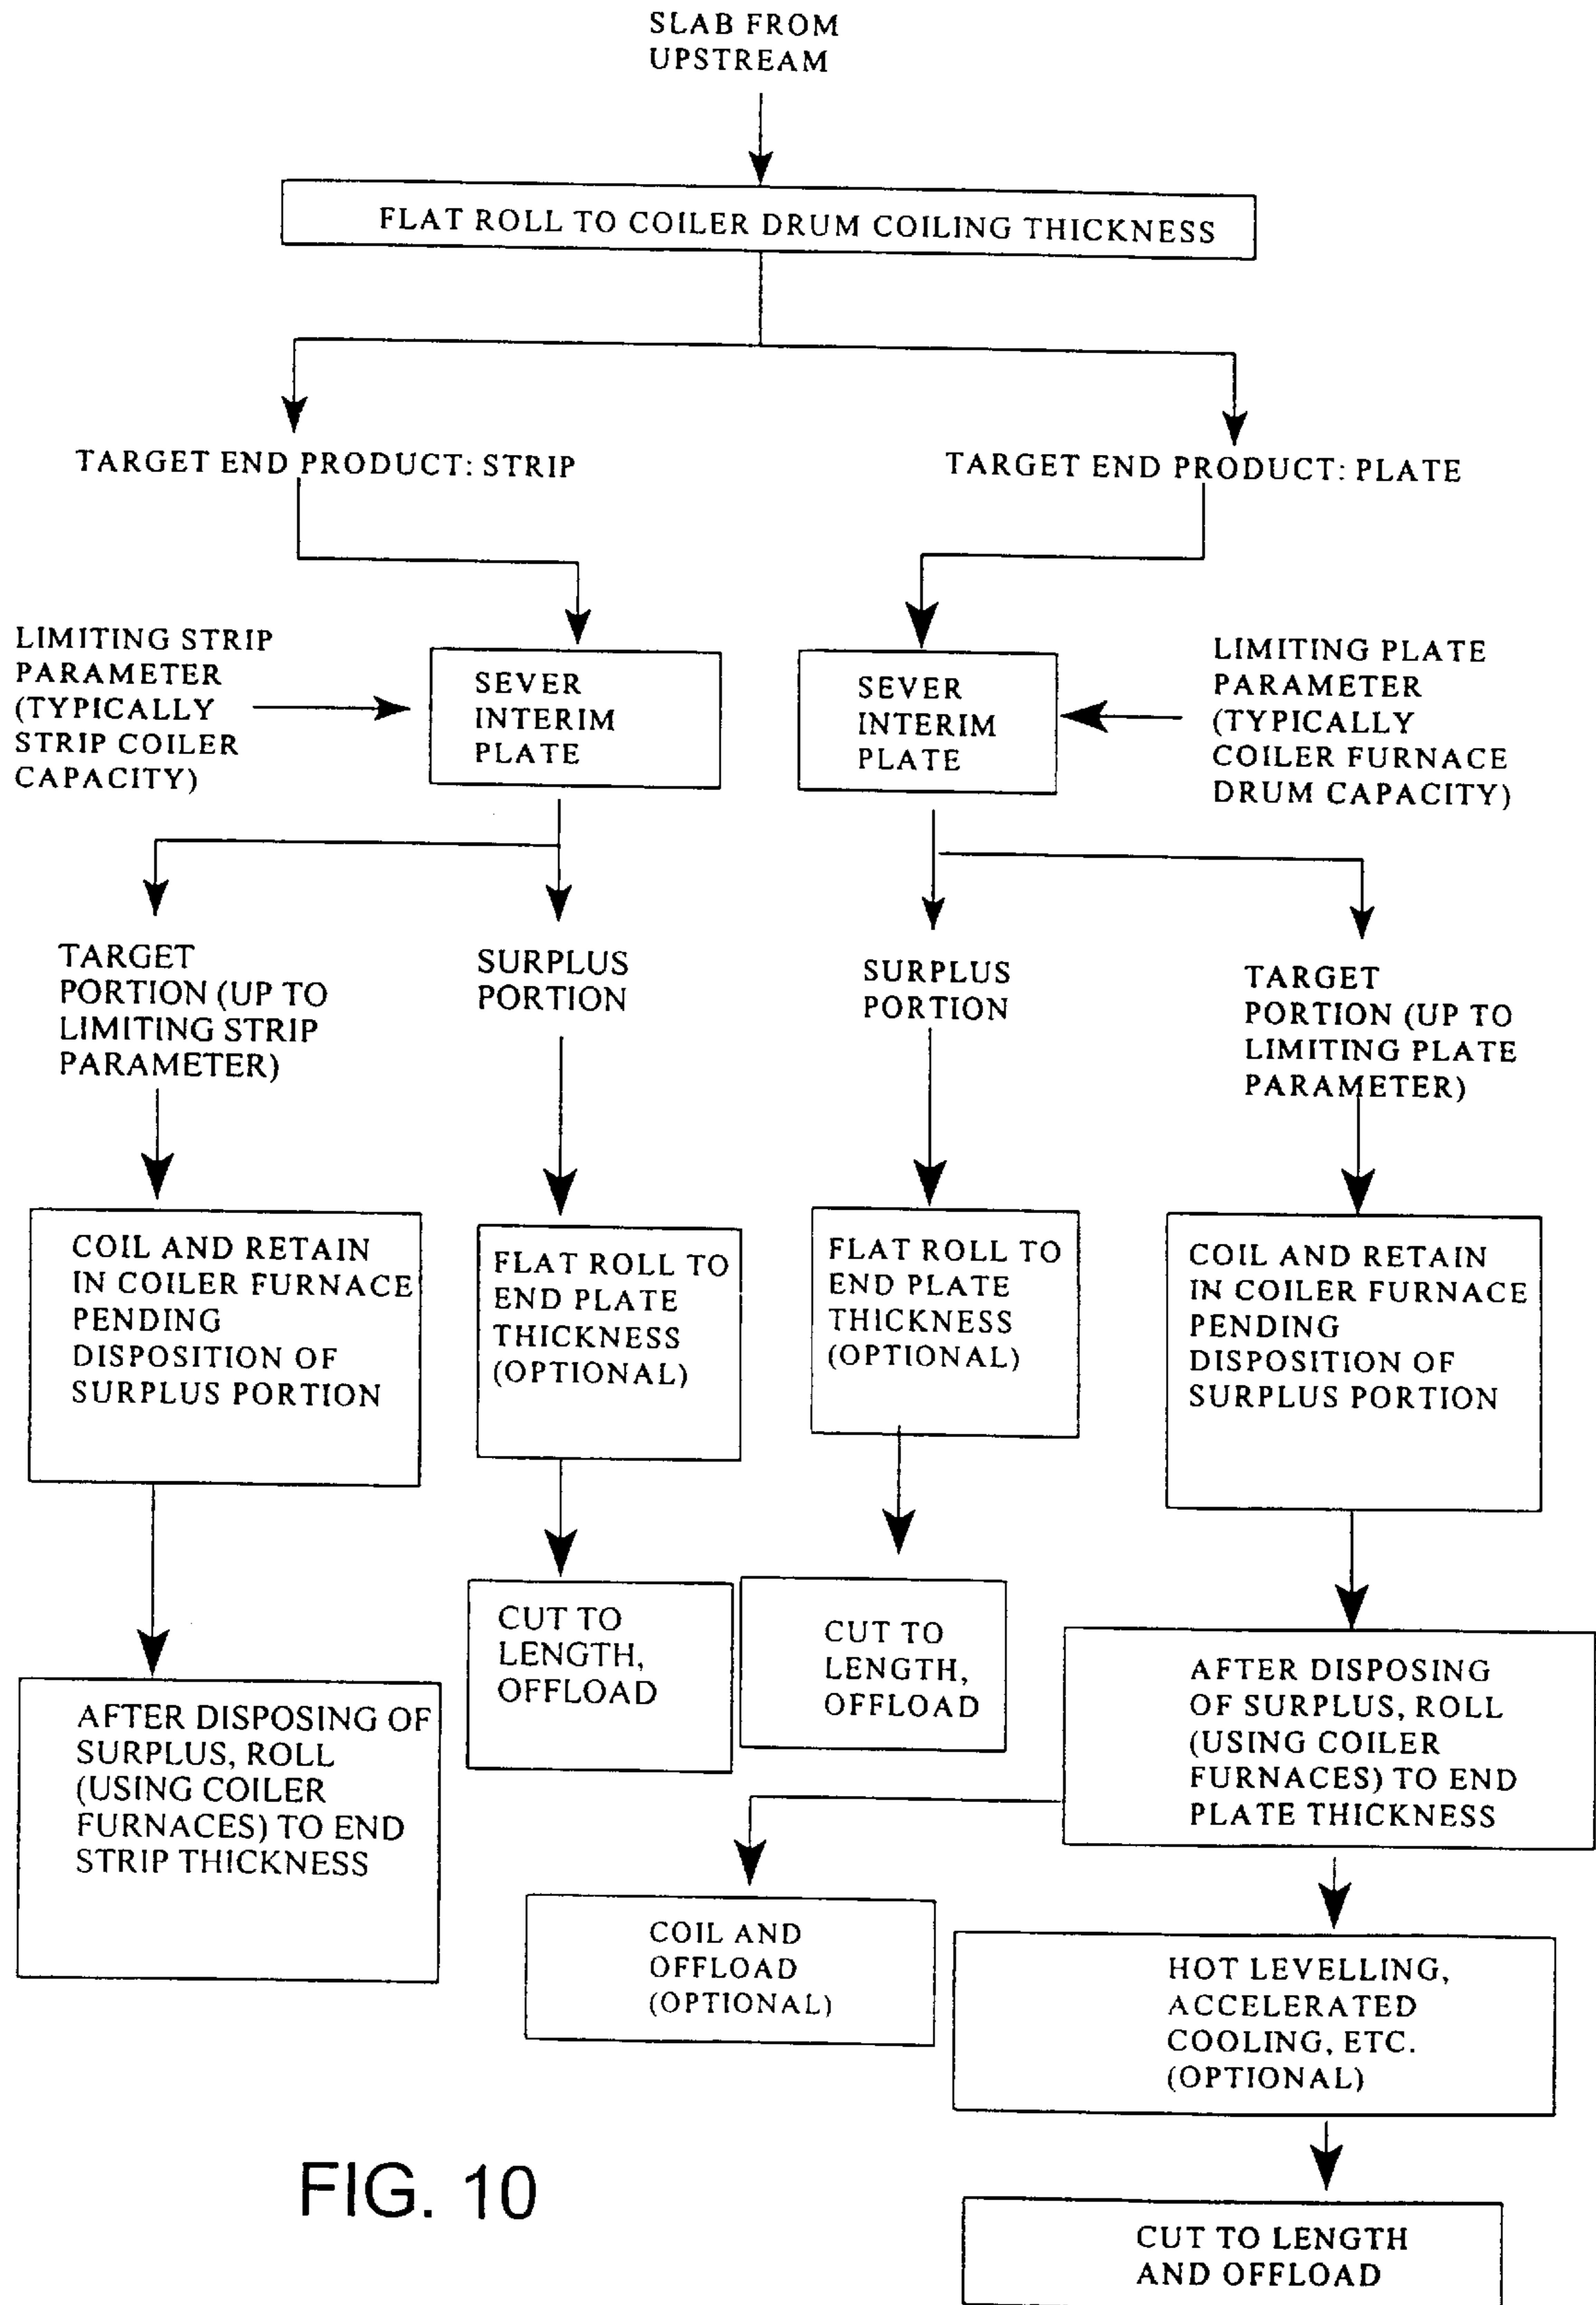 SLAB FROM
UPSTREAM
FLAT ROLL TO COILER DRUM COILING THICKNESS
TARGET END PRODUCT: STRIP
TARGET END PRODUCT: PLATE
LIMITING STRIP
PARAMETER
(TYPICALLY
STRIP COILER
CAPACITY)
SEVER
INTERIM
PLATE
SEVER
INTERIM
PLATE
LIMITING PLATE
PARAMETER
(TYPICALLY
COILER FURNACE
DRUM CAPACITY)
TARGET
PORTION (UP TO
LIMITING STRIP
PARAMETER)
SURPLUS
PORTION
SURPLUS
PORTION
TARGET
PORTION (UP TO
LIMITING PLATE
PARAMETER)
COIL AND RETAIN
IN COILER FURNACE
PENDING
DISPOSITION OF
SURPLUS PORTION
FLAT ROLL TO
END PLATE
THICKNESS
(OPTIONAL)
FLAT ROLL TO
END PLATE
THICKNESS
(OPTIONAL)
COIL AND RETAIN
IN COILER FURNACE
PENDING
DISPOSITION OF
SURPLUS PORTION
AFTER DISPOSING OF
SURPLUS, ROLL
(USING COILER
FURNACES) TO END
STRIP THICKNESS
CUT TO
LENGTH,
OFFLOAD
CUT TO
LENGTH,
OFFLOAD
AFTER DISPOSING
OF SURPLUS, ROLL
(USING COILER
FURNACES) TO END
PLATE THICKNESS
COIL AND
OFFLOAD
(OPTIONAL)
HOT LEVELLING,
ACCELERATED
COOLING, ETC.
(OPTIONAL)
CUT TO LENGTH
AND OFFLOAD
FIG. 10